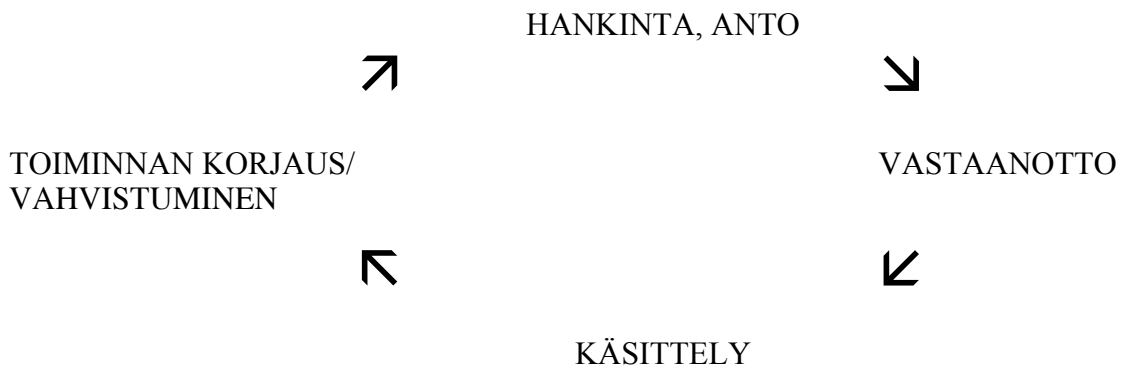 HANKINTA, ANTO
TOIMINNAN KORJAUS/
VAHVISTUMINEN
VASTAANOTTO
KÄSITTELY